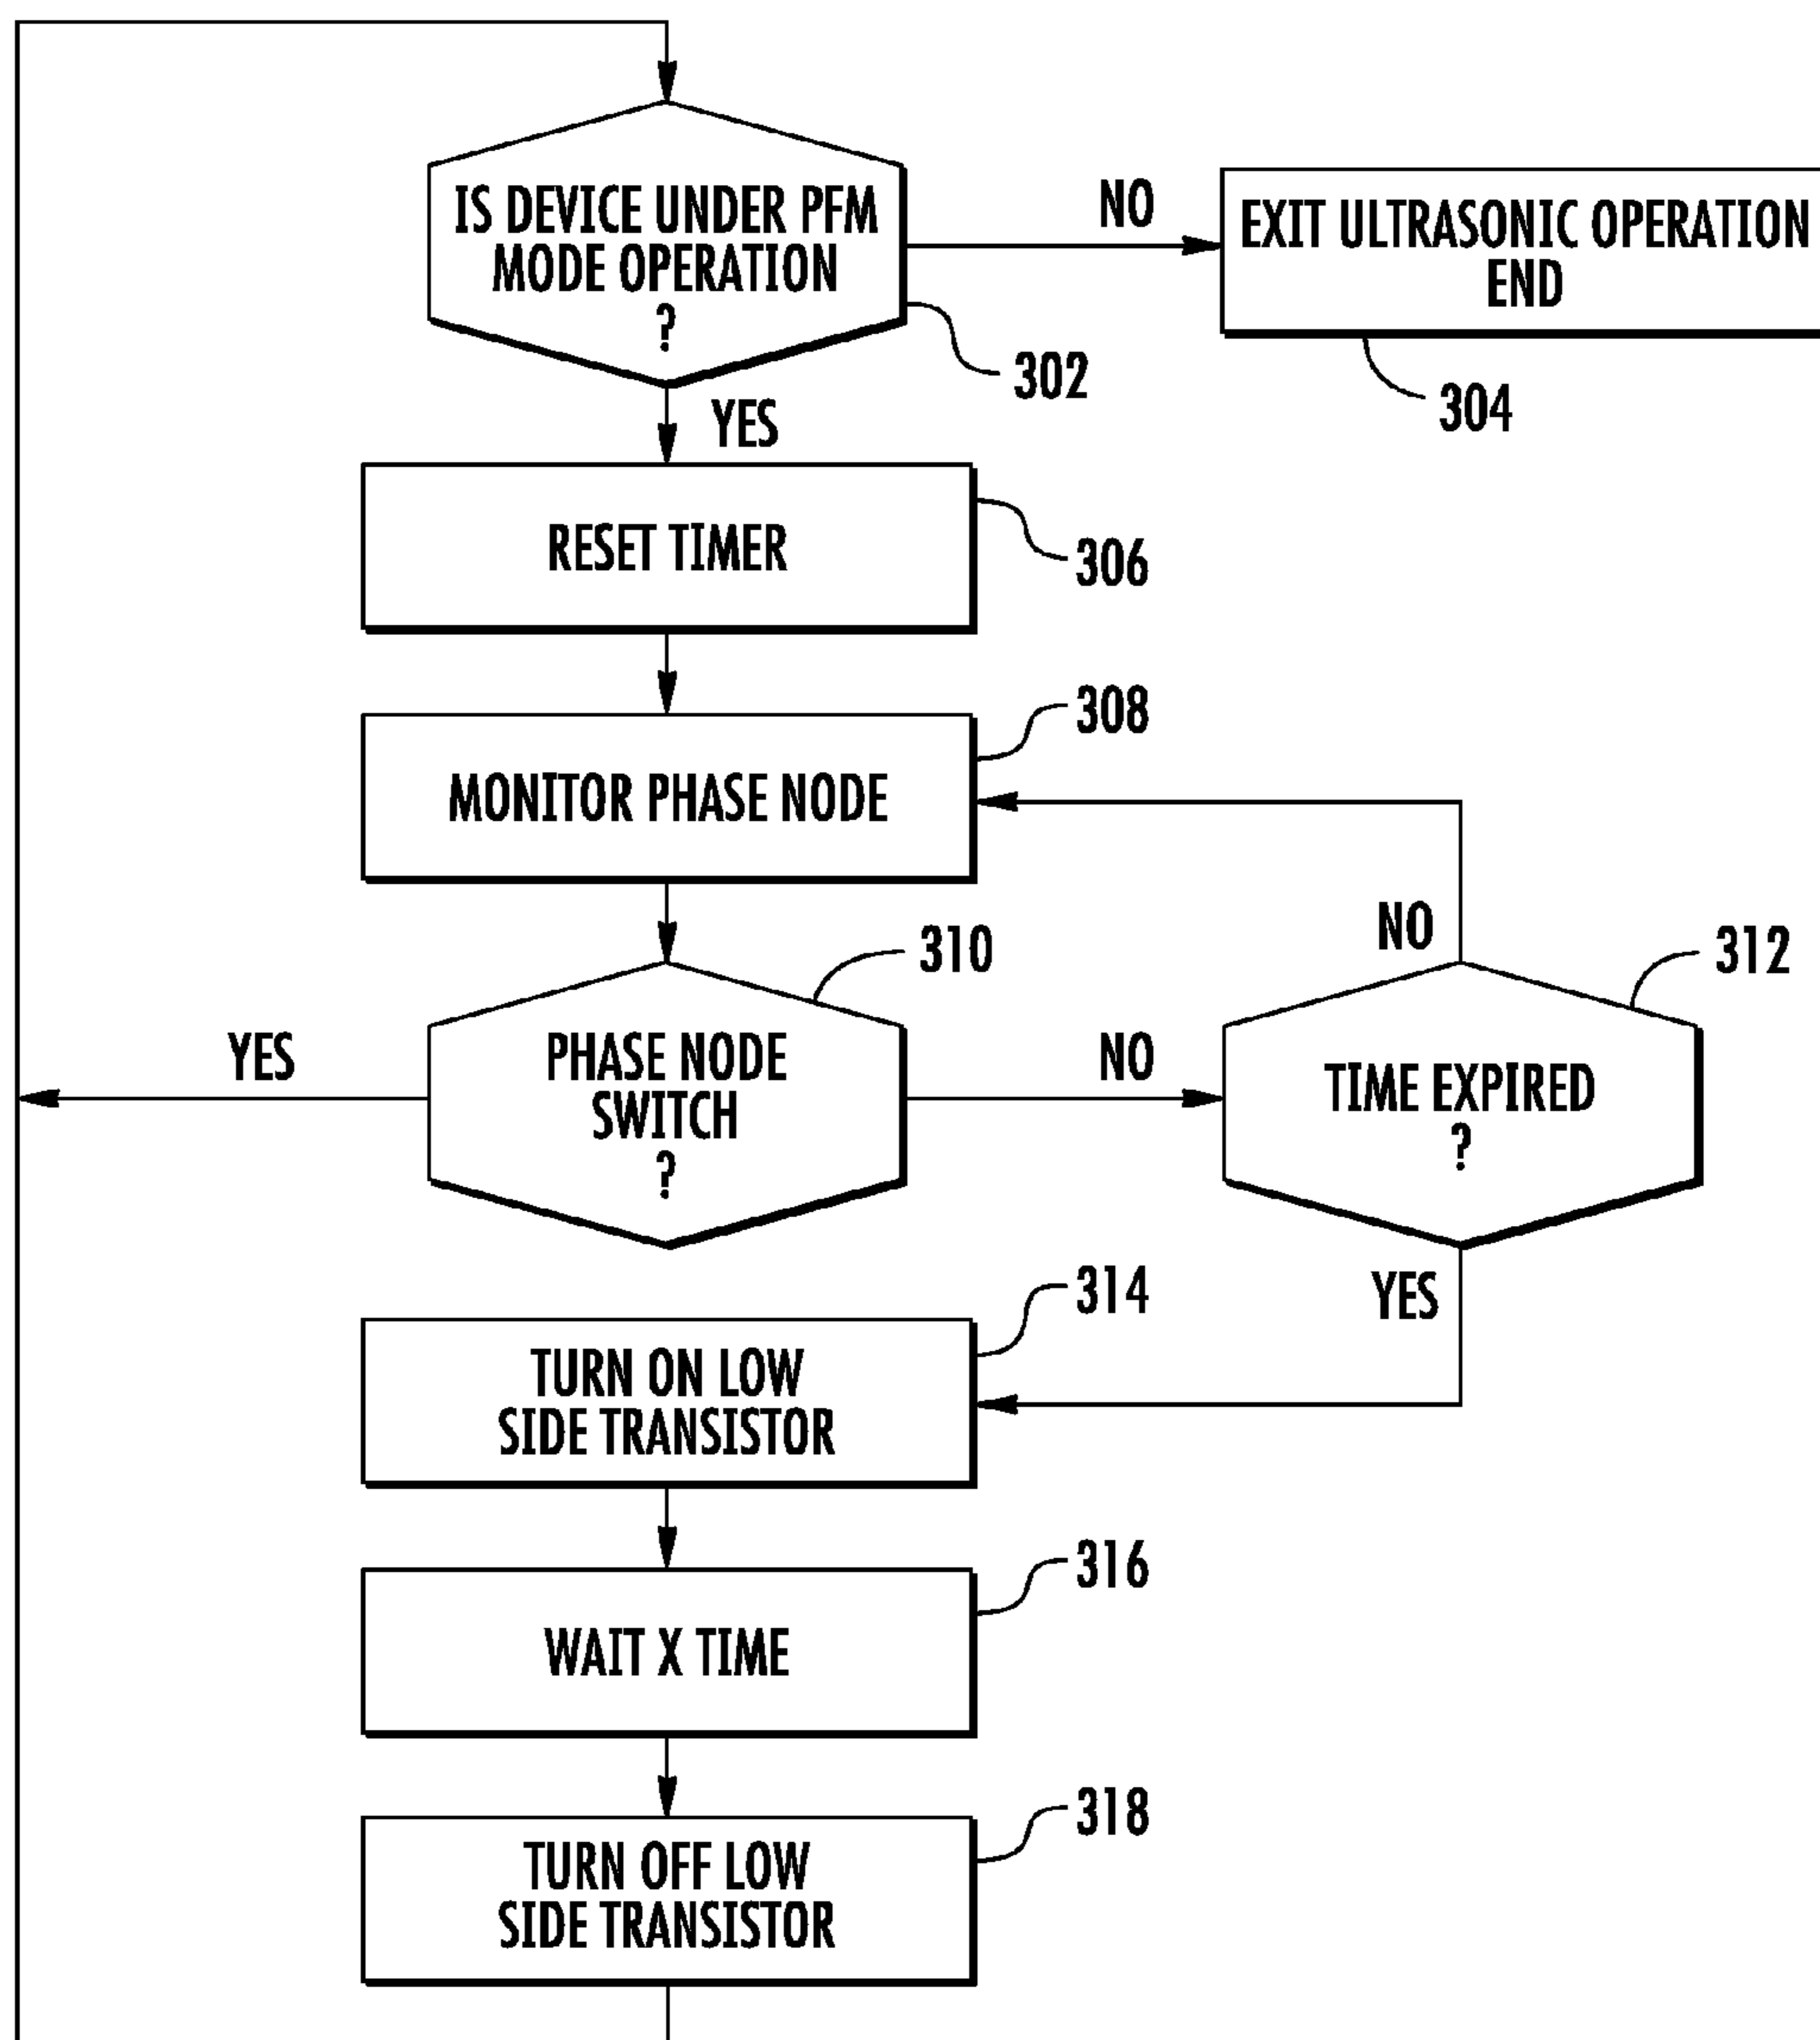 IS DEVICE UNDER PFM
MODE OPERATION
?
302
NO
EXIT ULTRASONIC OPERATION
END
304
YES
RESET TIMER
306
MONITOR PHASE NODE
308
PHASE NODE
SWITCH
?
310
YES
NO
TIME EXPIRED
?
312
NO
YES
TURN ON LOW
SIDE TRANSISTOR
314
WAIT X TIME
316
TURN OFF LOW
SIDE TRANSISTOR
318